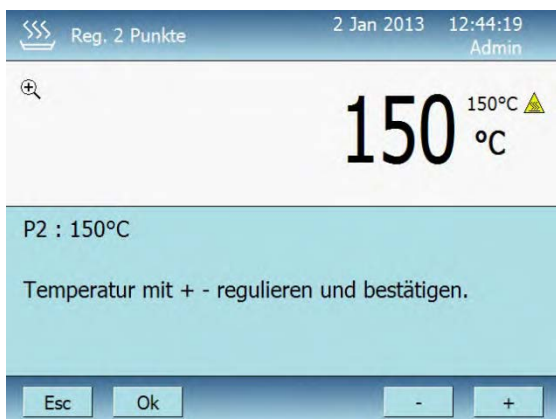 Reg. 2 Punkte
2 Jan 2013 12:44:19
Admin
150 °C
150°C
P2 : 150°C
Temperatur mit + - regulieren und bestätigen.
Esc Ok - +